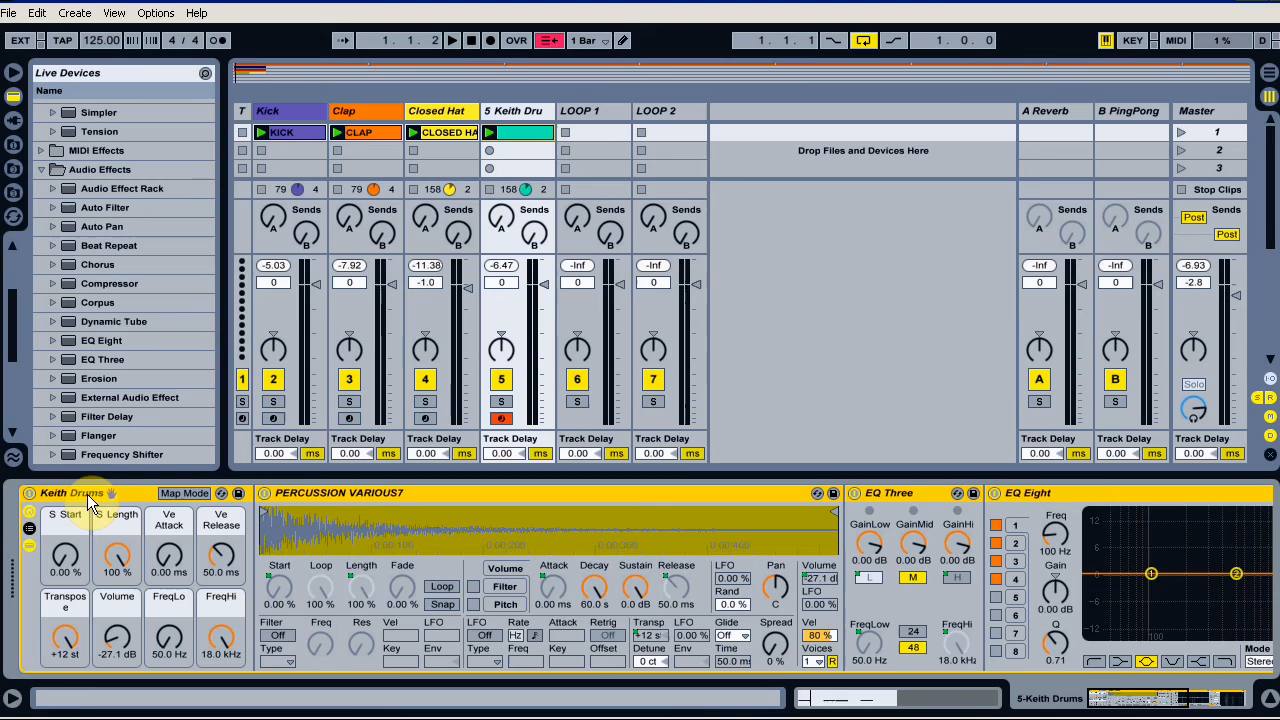 File Edit Create View Options Help
EXT TAP 125.00 4 / 4 1. 1. 2 OVR 1 Bar 1. 1. 1 1. 0. 0 KEY MIDI 1 % D
Live Devices
Name
Simpler
Tension
MIDI Effects
Audio Effects
Audio Effect Rack
Auto Filter
Auto Pan
Beat Repeat
Chorus
Compressor
Corpus
Dynamic Tube
EQ Eight
EQ Three
Erosion
External Audio Effect
Filter Delay
Flanger
Frequency Shifter
T Kick Clap Closed Hat 5 Keith Dru LOOP 1 LOOP 2 A Reverb B PingPong Master
KICK CLAP CLOSED HA 1
Drop Files and Devices Here 2
3
79 4 79 4 158 2 158 2 Stop Clips
Sends Sends Sends Sends Sends Sends Sends Sends Sends
A A A A A A A A Post
B B B B B B B B Post
-5.03 -7.92 -11.38 -6.47 -Inf -Inf -Inf -Inf -6.93
0 0 -1.0 0 0 0 0 0 -2.8
1 2 3 4 5 6 7 A B Solo
S S S S S S S S S
Track Delay Track Delay Track Delay Track Delay Track Delay Track Delay Track Delay Track Delay Track Delay
0.00 ms 0.00 ms 0.00 ms 0.00 ms 0.00 ms 0.00 ms 0.00 ms 0.00 ms 0.00 ms
I-O
S R
M
D
X
Keith Drums Map Mode
S Start S Length Ve Attack Ve Release
0.00 % 100 % 0.00 ms 50.0 ms
Transpos
e Volume FreqLo FreqHi
+12 st -27.1 dB 50.0 Hz 18.0 kHz
PERCUSSION VARIOUS7
0:00:100 0:00:200 0:00:300 0:00:400
Start Loop Length Fade Volume Attack Decay Sustain Release LFO Pan Volume
Loop Filter 0.00 % -27.1 dB
Snap Pitch Rand LFO
0.00 % 100 % 100 % 0.00 % 0.00 ms 60.0 s 0.0 dB 50.0 ms 0.0 % C 0.00 %
Filter Freq Res Vel LFO LFO Rate Attack Retrig Transp LFO Glide Spread Vel
Off Off Hz Off +12 st 0.00 % Off 80 %
Type Key Env Type Freq Key Offset Detune Env Time Voices
0 ct 50.0 ms 0 % 1 R
EQ Three
GainLow GainMid GainHi
0.00 dB 0.00 dB 0.00 dB
L M H
FreqLo 24 FreqHi
50.0 Hz 48 18.0 kHz
EQ Eight
1 2 3 4 5 6 7 8
Freq
100 Hz
Gain
0.00 dB
Q
0.71
12
6
-6
-12
1 2
100
Mode
Stereo
5-Keith Drums